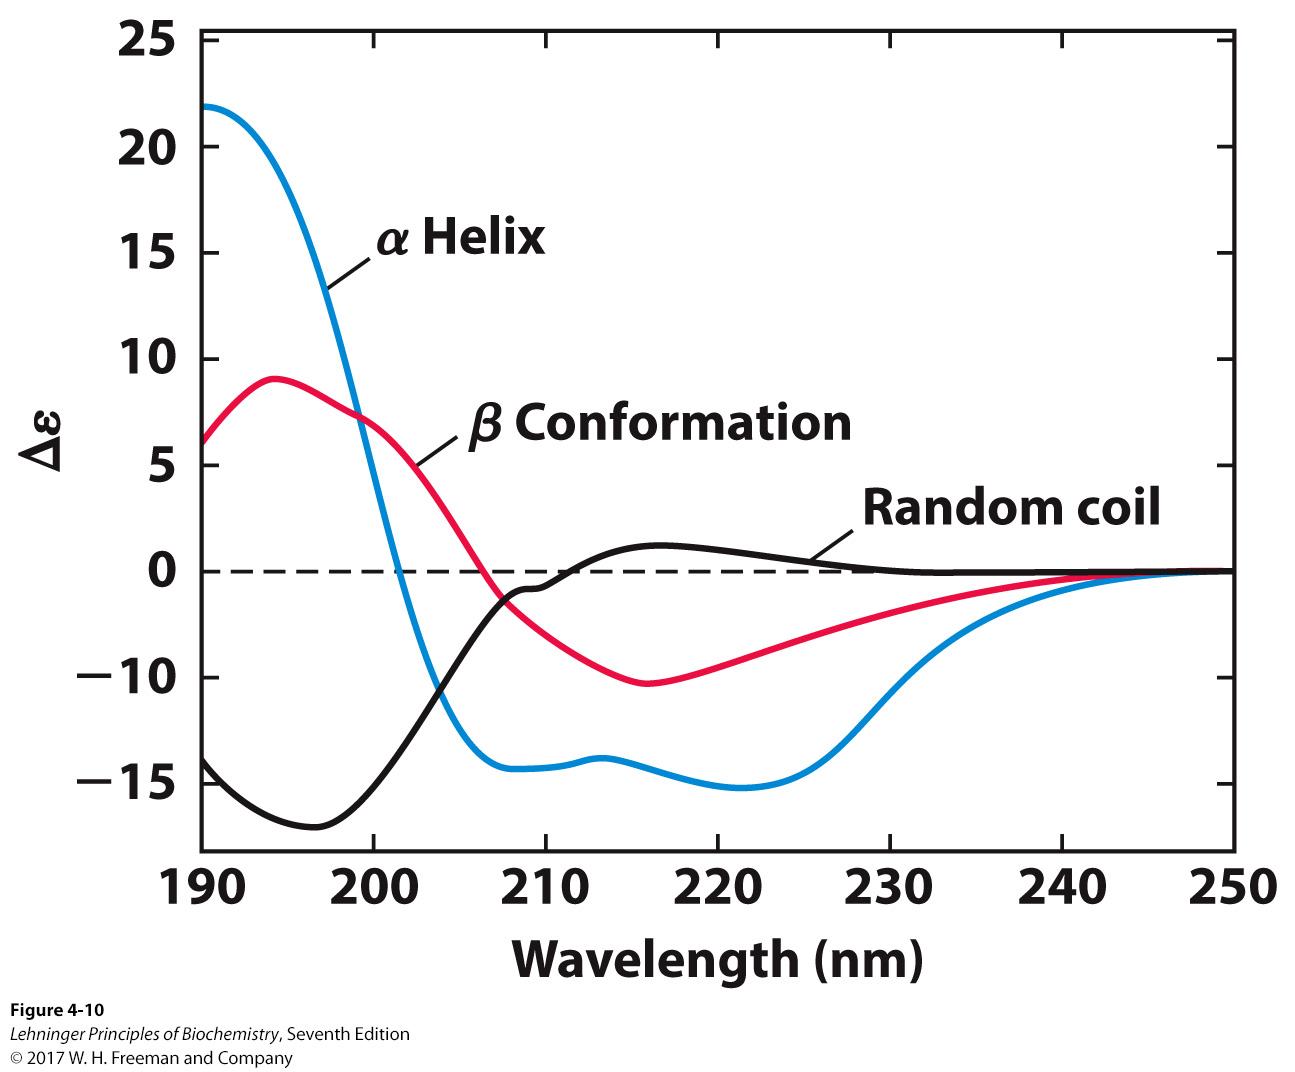 25
20
α Helix
15
10
β Conformation
Δε
5
Random coil
0
−10
−15
190 200 210 220 230 240 250
Wavelength (nm)
Figure 4-10
Lehninger Principles of Biochemistry, Seventh Edition
© 2017 W. H. Freeman and Company